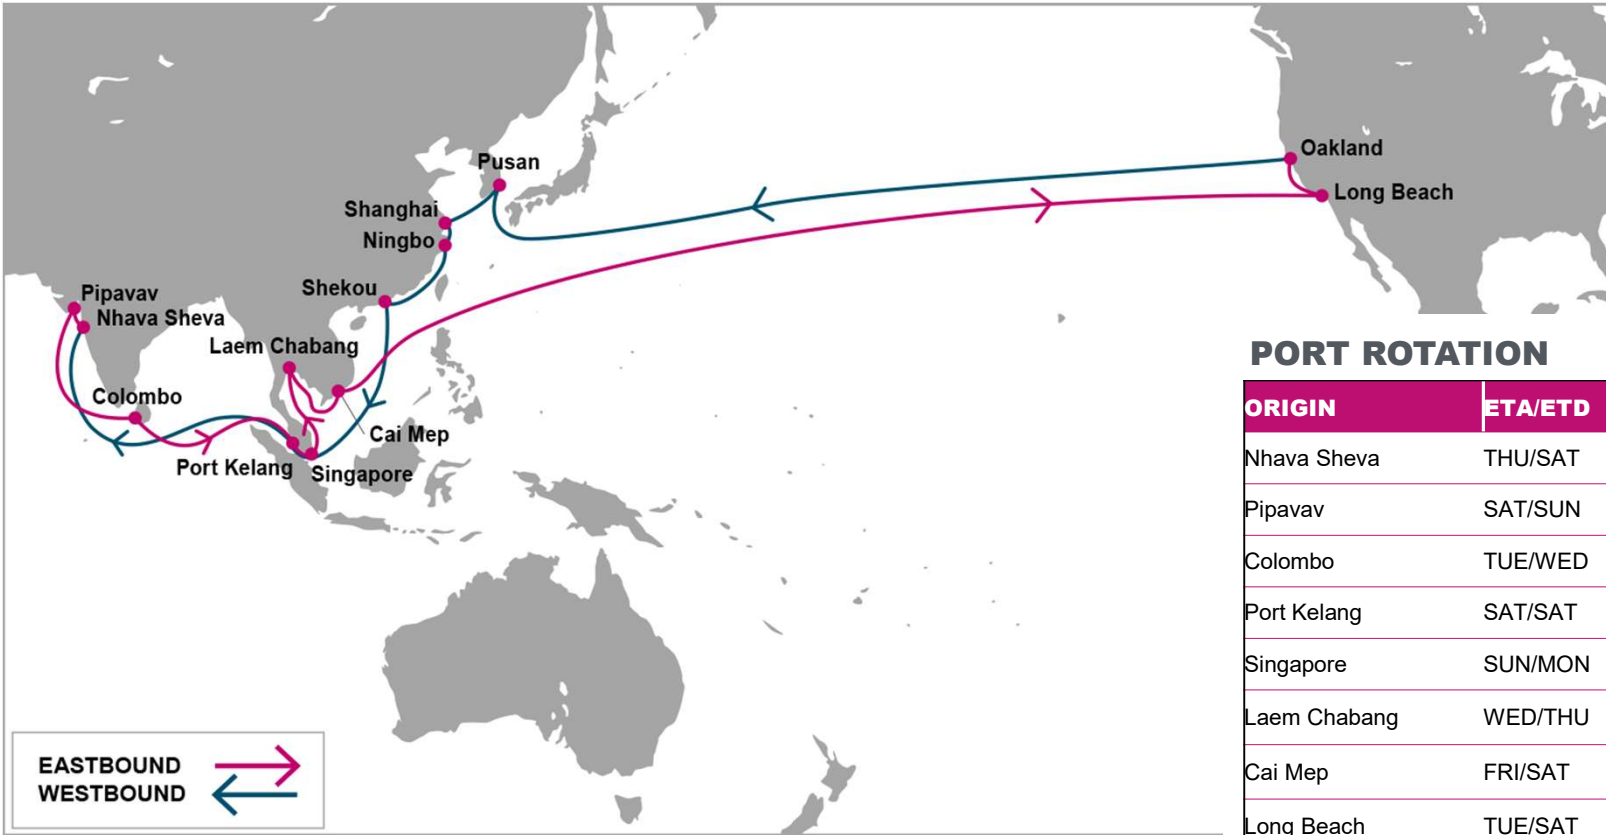 Pusan
Oakland
Long Beach
Shanghai
Ningbo
Shekou
Pipavav
Nhava Sheva
Laem Chabang
Colombo
Cai Mep
Port Kelang
Singapore
EASTBOUND
WESTBOUND
PORT ROTATION
ORIGIN ETA/ETD
Nhava Sheva THU/SAT
Pipavav SAT/SUN
Colombo TUE/WED
Port Kelang SAT/SAT
Singapore SUN/MON
Laem Chabang WED/THU
Cai Mep FRI/SAT
Long Beach TUE/SAT